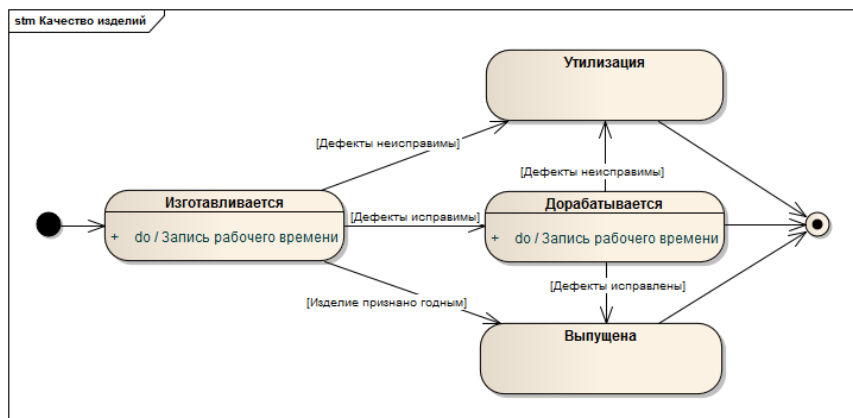 stm Качество изделий
Утилизация
[Дефекты неисправимы]
[Дефекты неисправимы]
Изготавливается
+ do / Запись рабочего времени
[Дефекты исправимы]
Дорабатывается
+ do / Запись рабочего времени
[Дефекты исправлены]
[Изделие признано годным]
Выпущена